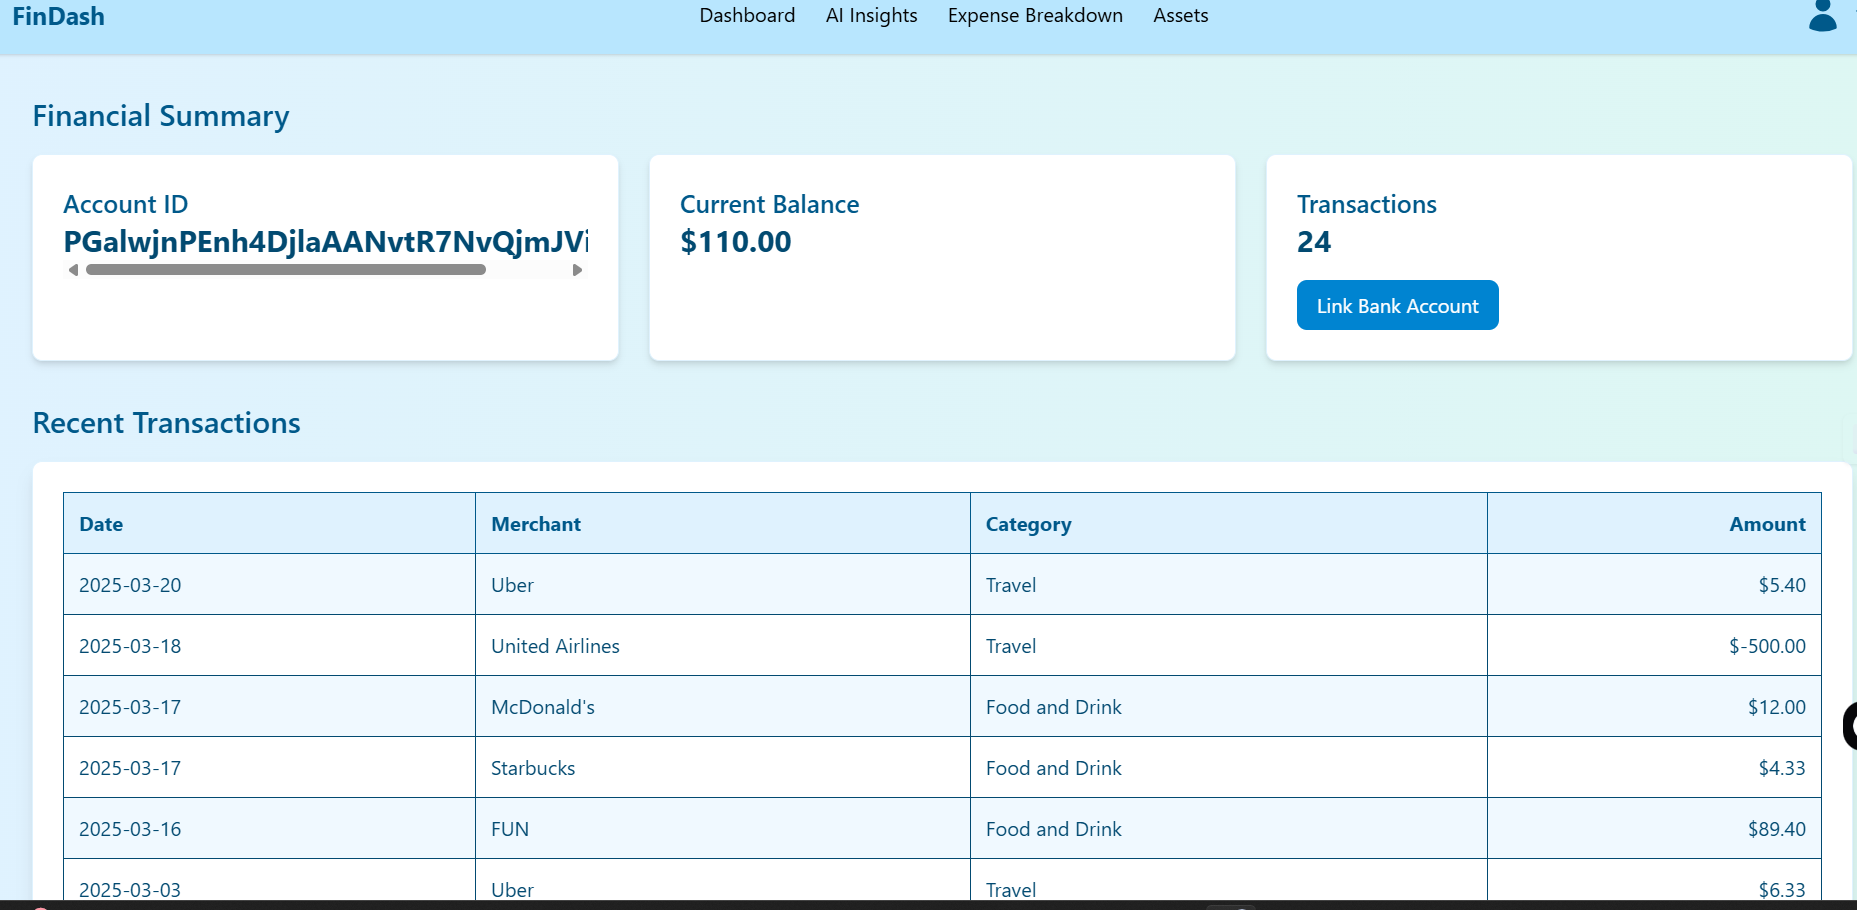 FinDash
Dashboard AI Insights Expense Breakdown Assets
Financial Summary
Account ID
PGalwjnPEnh4DjlaAANvtR7NvQjmJVi
Current Balance
$110.00
Transactions
24
Link Bank Account
Recent Transactions
Date Merchant Category Amount
2025-03-20 Uber Travel $5.40
2025-03-18 United Airlines Travel $-500.00
2025-03-17 McDonald's Food and Drink $12.00
2025-03-17 Starbucks Food and Drink $4.33
2025-03-16 FUN Food and Drink $89.40
2025-03-03 Uber Travel $6.33